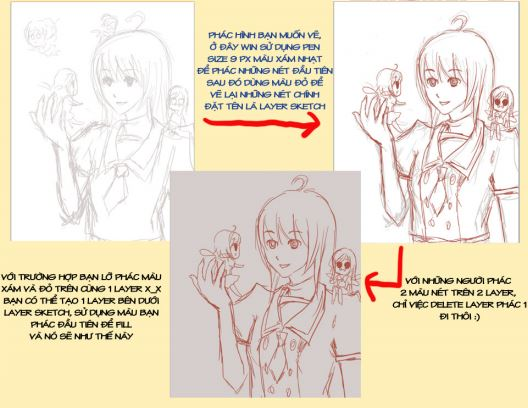 PHÁC HÌNH BẠN MUỐN VẼ,
Ở ĐÂY WIN SỬ DỤNG PEN
SIZE 9 PX MÀU XÁM NHẠT
ĐỂ PHÁC NHỮNG NÉT ĐẦU TIÊN
SAU ĐÓ DÙNG MÀU ĐỎ ĐỂ
VẼ LẠI NHỮNG NÉT CHÍNH
ĐẶT TÊN LÀ LAYER SKETCH
VỚI TRƯỜNG HỢP BẠN LỠ PHÁC MÀU
XÁM VÀ ĐỎ TRÊN CÙNG 1 LAYER X_X
BẠN CÓ THỂ TẠO 1 LAYER BÊN DƯỚI
LAYER SKETCH, SỬ DỤNG MÀU BẠN
PHÁC ĐẦU TIÊN ĐỂ FILL
VÀ NÓ SẼ NHƯ THẾ NÀY
VỚI NHỮNG NGƯỜI PHÁC
2 MÀU NÉT TRÊN 2 LAYER,
CHỈ VIỆC DELETE LAYER PHÁC 1
ĐI THÔI :)